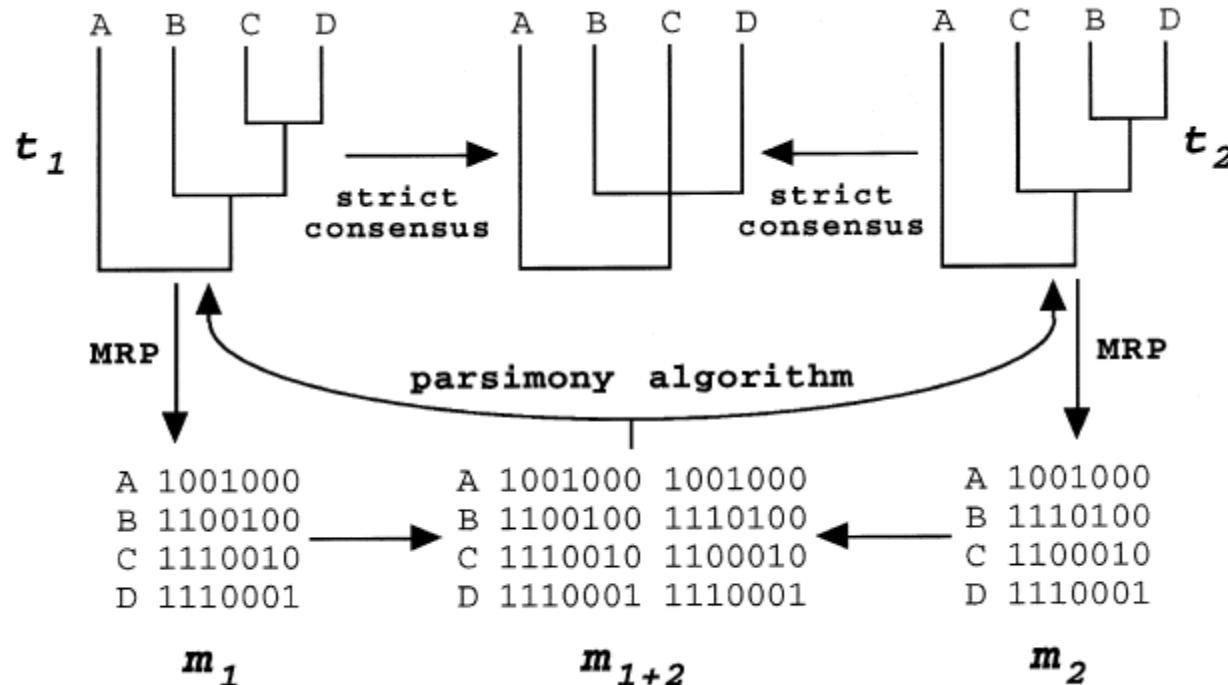 A B C D A B C D A C B D
t1 t2
strict consensus strict consensus
MRP MRP
parsimony algorithm
A 1001000 A 1001000 1001000 A 1001000
B 1100100 B 1100100 1110100 B 1110100
C 1110010 C 1110010 1100010 C 1100010
D 1110001 D 1110001 1110001 D 1110001
m1 m1+2 m2